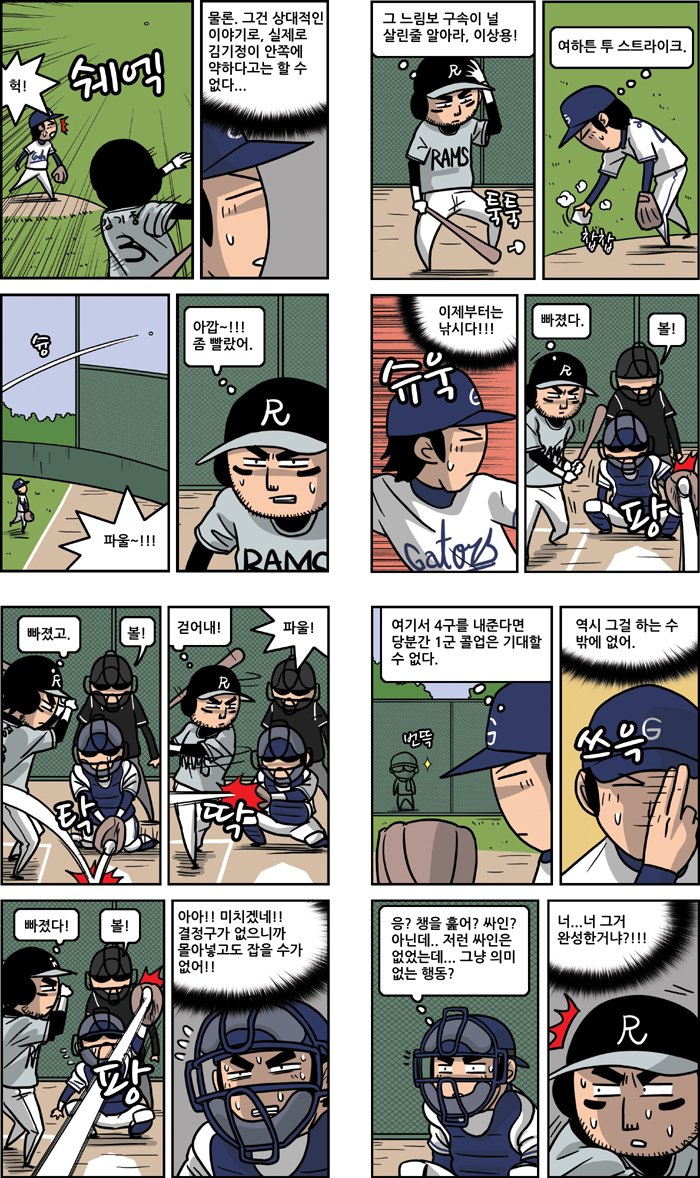 헉!
쉐엑
김기정
3
물론. 그건 상대적인
이야기로, 실제로
김기정이 안쪽에
약하다고는 할 수
없다...
슝
파울~!!!
아깝~!!!
좀 빨랐어.
R
RAMS
그 느림보 구속이 널
살린줄 알아라, 이상용!
R
RAMS
툭툭
여하튼 투 스트라이크.
찹찹
이제부터는
낚시다!!!
슈욱
G
Gators
빠졌다.
볼!
R
팡
빠졌고.
볼!
R
탁
걷어내!
파울!
R
딱
빠졌다!
볼!
팡
아아!! 미치겠네!!
결정구가 없으니까
몰아넣고도 잡을 수가
없어!!
여기서 4구를 내준다면
당분간 1군 콜업은 기대할
수 없다.
번뜩
G
역시 그걸 하는 수
밖에 없어.
쓰윽
G
응? 챙을 훑어? 싸인?
아닌데.. 저런 싸인은
없었는데... 그냥 의미
없는 행동?
너...너 그거
완성한거냐?!!!
R